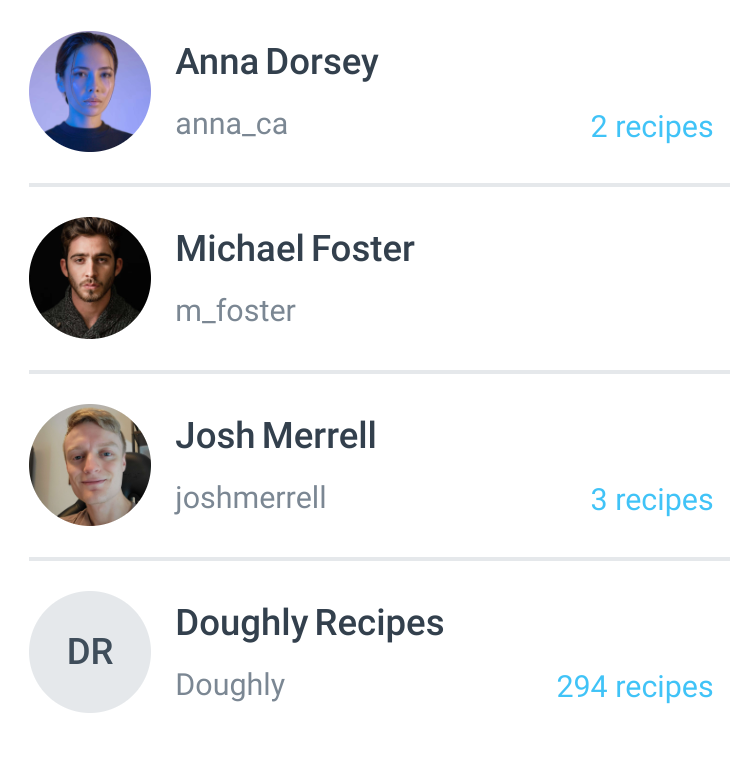 Anna Dorsey
anna_ca
2 recipes
Michael Foster
m_foster
Josh Merrell
joshmerrell
3 recipes
DR
Doughly Recipes
Doughly
294 recipes